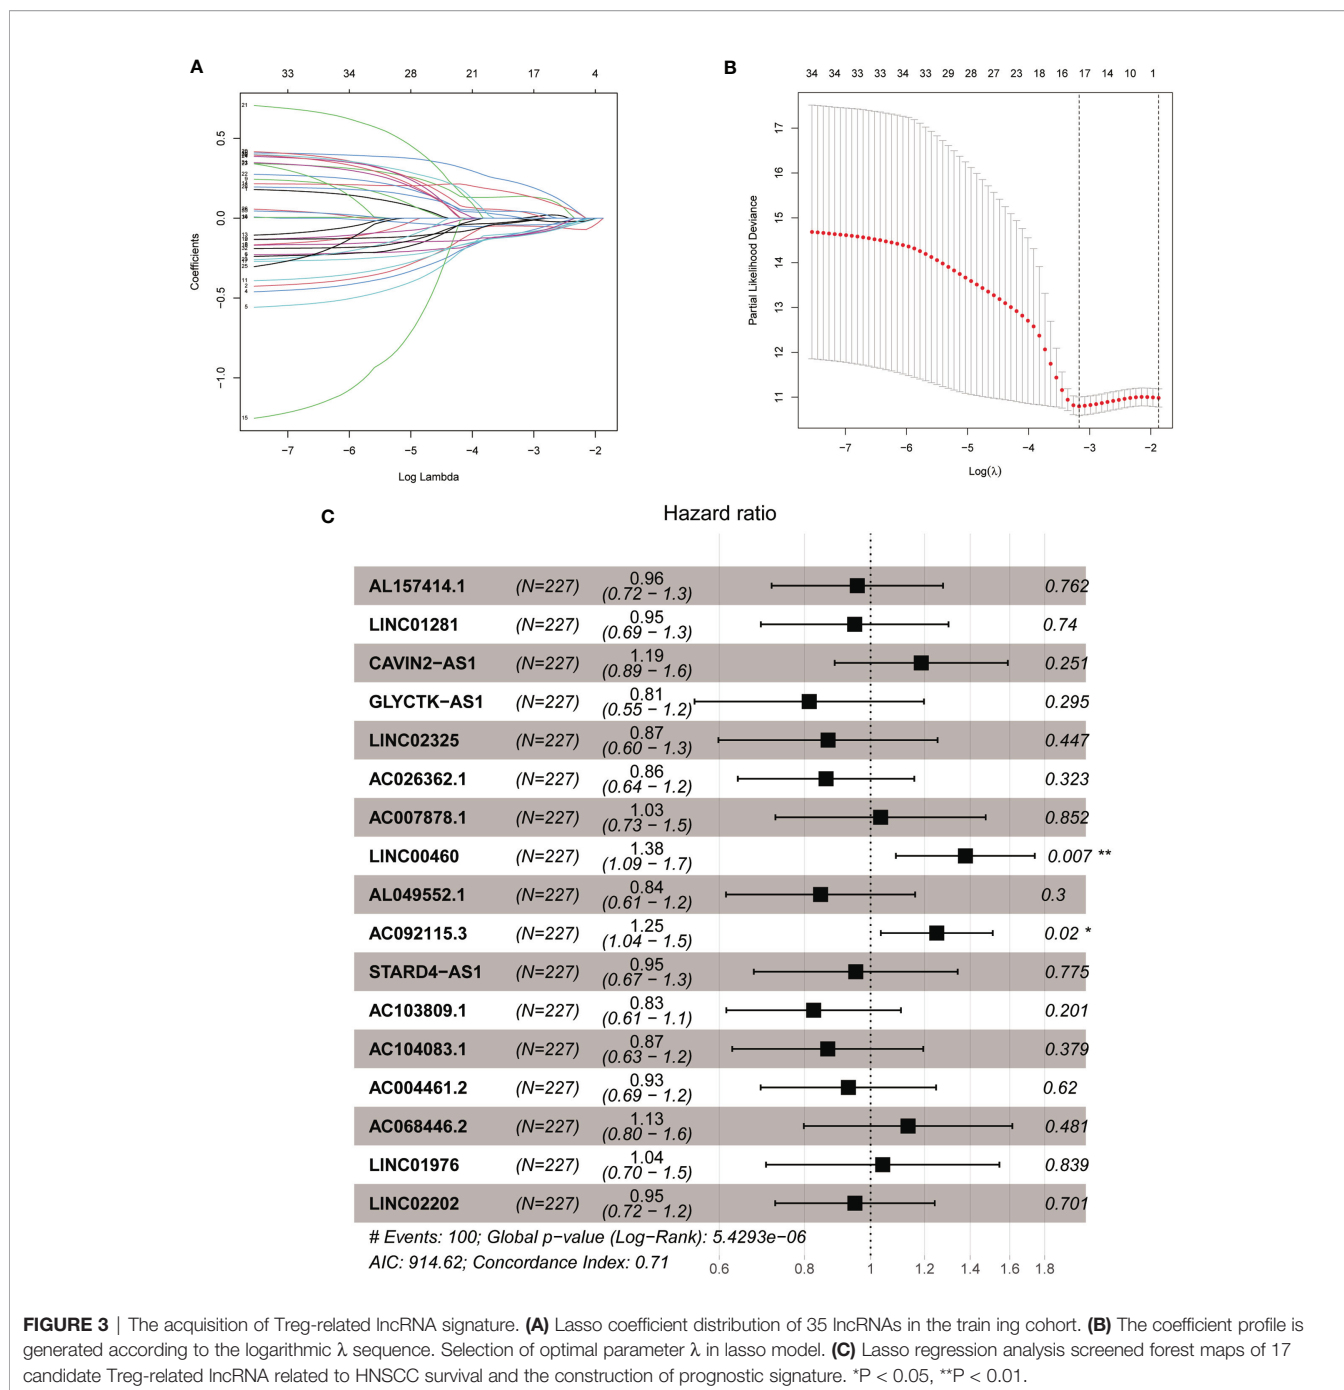 A
33 34 28 21 17 4
Coefficients
0.5
0.0
−0.5
−1.0
21
22
9
25
11
2
4
5
15
−7 −6 −5 −4 −3 −2
Log Lambda
B
34 34 33 33 34 33 29 28 27 23 18 16 17 14 10 1
Partial Likelihood Deviance
17
16
15
14
13
12
11
−7 −6 −5 −4 −3 −2
Log(λ)
C
Hazard ratio
AL157414.1 (N=227) 0.96 (0.72 − 1.3) 0.762
LINC01281 (N=227) 0.95 (0.69 − 1.3) 0.74
CAVIN2−AS1 (N=227) 1.19 (0.89 − 1.6) 0.251
GLYCTK−AS1 (N=227) 0.81 (0.55 − 1.2) 0.295
LINC02325 (N=227) 0.87 (0.60 − 1.3) 0.447
AC026362.1 (N=227) 0.86 (0.64 − 1.2) 0.323
AC007878.1 (N=227) 1.03 (0.73 − 1.5) 0.852
LINC00460 (N=227) 1.38 (1.09 − 1.7) 0.007 **
AL049552.1 (N=227) 0.84 (0.61 − 1.2) 0.3
AC092115.3 (N=227) 1.25 (1.04 − 1.5) 0.02 *
STARD4−AS1 (N=227) 0.95 (0.67 − 1.3) 0.775
AC103809.1 (N=227) 0.83 (0.61 − 1.1) 0.201
AC104083.1 (N=227) 0.87 (0.63 − 1.2) 0.379
AC004461.2 (N=227) 0.93 (0.69 − 1.2) 0.62
AC068446.2 (N=227) 1.13 (0.80 − 1.6) 0.481
LINC01976 (N=227) 1.04 (0.70 − 1.5) 0.839
LINC02202 (N=227) 0.95 (0.72 − 1.2) 0.701
# Events: 100; Global p−value (Log−Rank): 5.4293e−06
AIC: 914.62; Concordance Index: 0.71
0.6 0.8 1 1.2 1.4 1.6 1.8
FIGURE 3 | The acquisition of Treg-related lncRNA signature. (A) Lasso coefficient distribution of 35 lncRNAs in the train ing cohort. (B) The coefficient profile is
generated according to the logarithmic λ sequence. Selection of optimal parameter λ in lasso model. (C) Lasso regression analysis screened forest maps of 17
candidate Treg-related lncRNA related to HNSCC survival and the construction of prognostic signature. *P < 0.05, **P < 0.01.